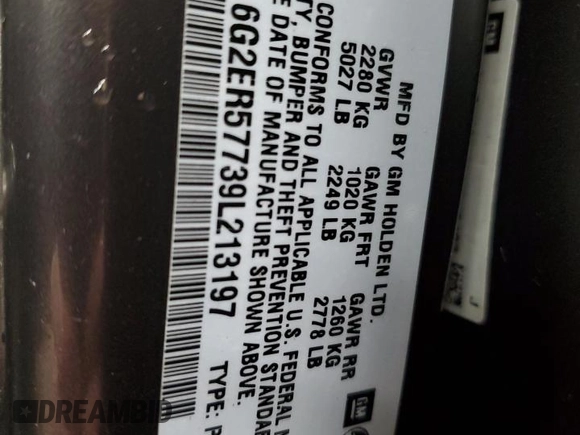 MFD BY GM HOLDEN LTD.
GVWR GAWR FRT GAWR RR
2280 KG 1020 KG 1260 KG
5027 LB 2249 LB 2778 LB
CONFORMS TO ALL APPLICABLE U.S. FEDERAL
BUMPER AND THEFT PREVENTION
DATE OF MANUFACTURE SHOWN ABOVE.
6G2ER57739L213197 TYPE:
GM
DREAMBID